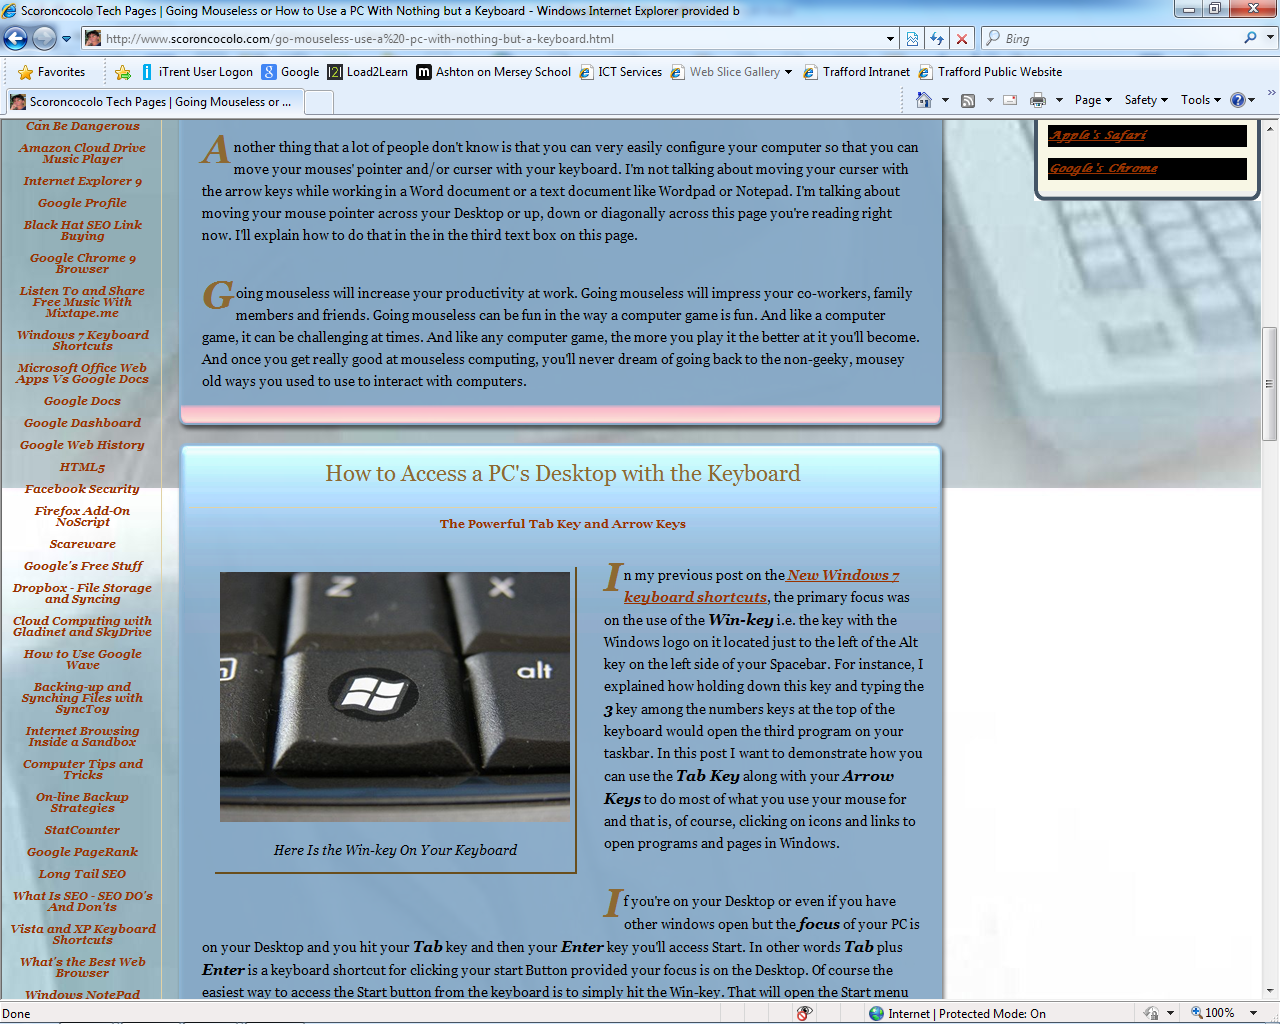 Scoroncocolo Tech Pages | Going Mouseless or How to Use a PC With Nothing but a Keyboard - Windows Internet Explorer provided b
http://www.scoroncocolo.com/go-mouseless-use-a%20-pc-with-nothing-but-a-keyboard.html
Bing
Favorites
iTrent User Logon
Google
Load2Learn
Ashton on Mersey School
ICT Services
Web Slice Gallery
Trafford Intranet
Trafford Public Website
Scoroncocolo Tech Pages | Going Mouseless or ...
Page
Safety
Tools
Can Be Dangerous
Amazon Cloud Drive
Music Player
Internet Explorer 9
Google Profile
Black Hat SEO Link
Buying
Google Chrome 9
Browser
Listen To and Share
Free Music With
Mixtape.me
Windows 7 Keyboard
Shortcuts
Microsoft Office Web
Apps Vs Google Docs
Google Docs
Google Dashboard
Google Web History
HTML5
Facebook Security
Firefox Add-On
NoScript
Scareware
Google's Free Stuff
Dropbox - File Storage
and Syncing
Cloud Computing with
Gladinet and SkyDrive
How to Use Google
Wave
Backing-up and
Synching Files with
SyncToy
Internet Browsing
Inside a Sandbox
Computer Tips and
Tricks
On-line Backup
Strategies
StatCounter
Google PageRank
Long Tail SEO
What Is SEO - SEO DO's
And Don'ts
Vista and XP Keyboard
Shortcuts
What's the Best Web
Browser
Windows NotePad
Another thing that a lot of people don't know is that you can very easily configure your computer so that you can
move your mouses' pointer and/or curser with your keyboard. I'm not talking about moving your curser with
the arrow keys while working in a Word document or a text document like Wordpad or Notepad. I'm talking about
moving your mouse pointer across your Desktop or up, down or diagonally across this page you're reading right
now. I'll explain how to do that in the in the third text box on this page.
Going mouseless will increase your productivity at work. Going mouseless will impress your co-workers, family
members and friends. Going mouseless can be fun in the way a computer game is fun. And like a computer
game, it can be challenging at times. And like any computer game, the more you play it the better at it you'll become.
And once you get really good at mouseless computing, you'll never dream of going back to the non-geeky, mousey
old ways you used to use to interact with computers.
How to Access a PC's Desktop with the Keyboard
The Powerful Tab Key and Arrow Keys
Z
X
alt
Here Is the Win-key On Your Keyboard
In my previous post on the New Windows 7
keyboard shortcuts, the primary focus was
on the use of the Win-key i.e. the key with the
Windows logo on it located just to the left of the Alt
key on the left side of your Spacebar. For instance, I
explained how holding down this key and typing the
3 key among the numbers keys at the top of the
keyboard would open the third program on your
taskbar. In this post I want to demonstrate how you
can use the Tab Key along with your Arrow
Keys to do most of what you use your mouse for
and that is, of course, clicking on icons and links to
open programs and pages in Windows.
If you're on your Desktop or even if you have
other windows open but the focus of your PC is
on your Desktop and you hit your Tab key and then your Enter key you'll access Start. In other words Tab plus
Enter is a keyboard shortcut for clicking your start Button provided your focus is on the Desktop. Of course the
easiest way to access the Start button from the keyboard is to simply hit the Win-key. That will open the Start menu
Apple's Safari
Google's Chrome
Done
Internet | Protected Mode: On
100%